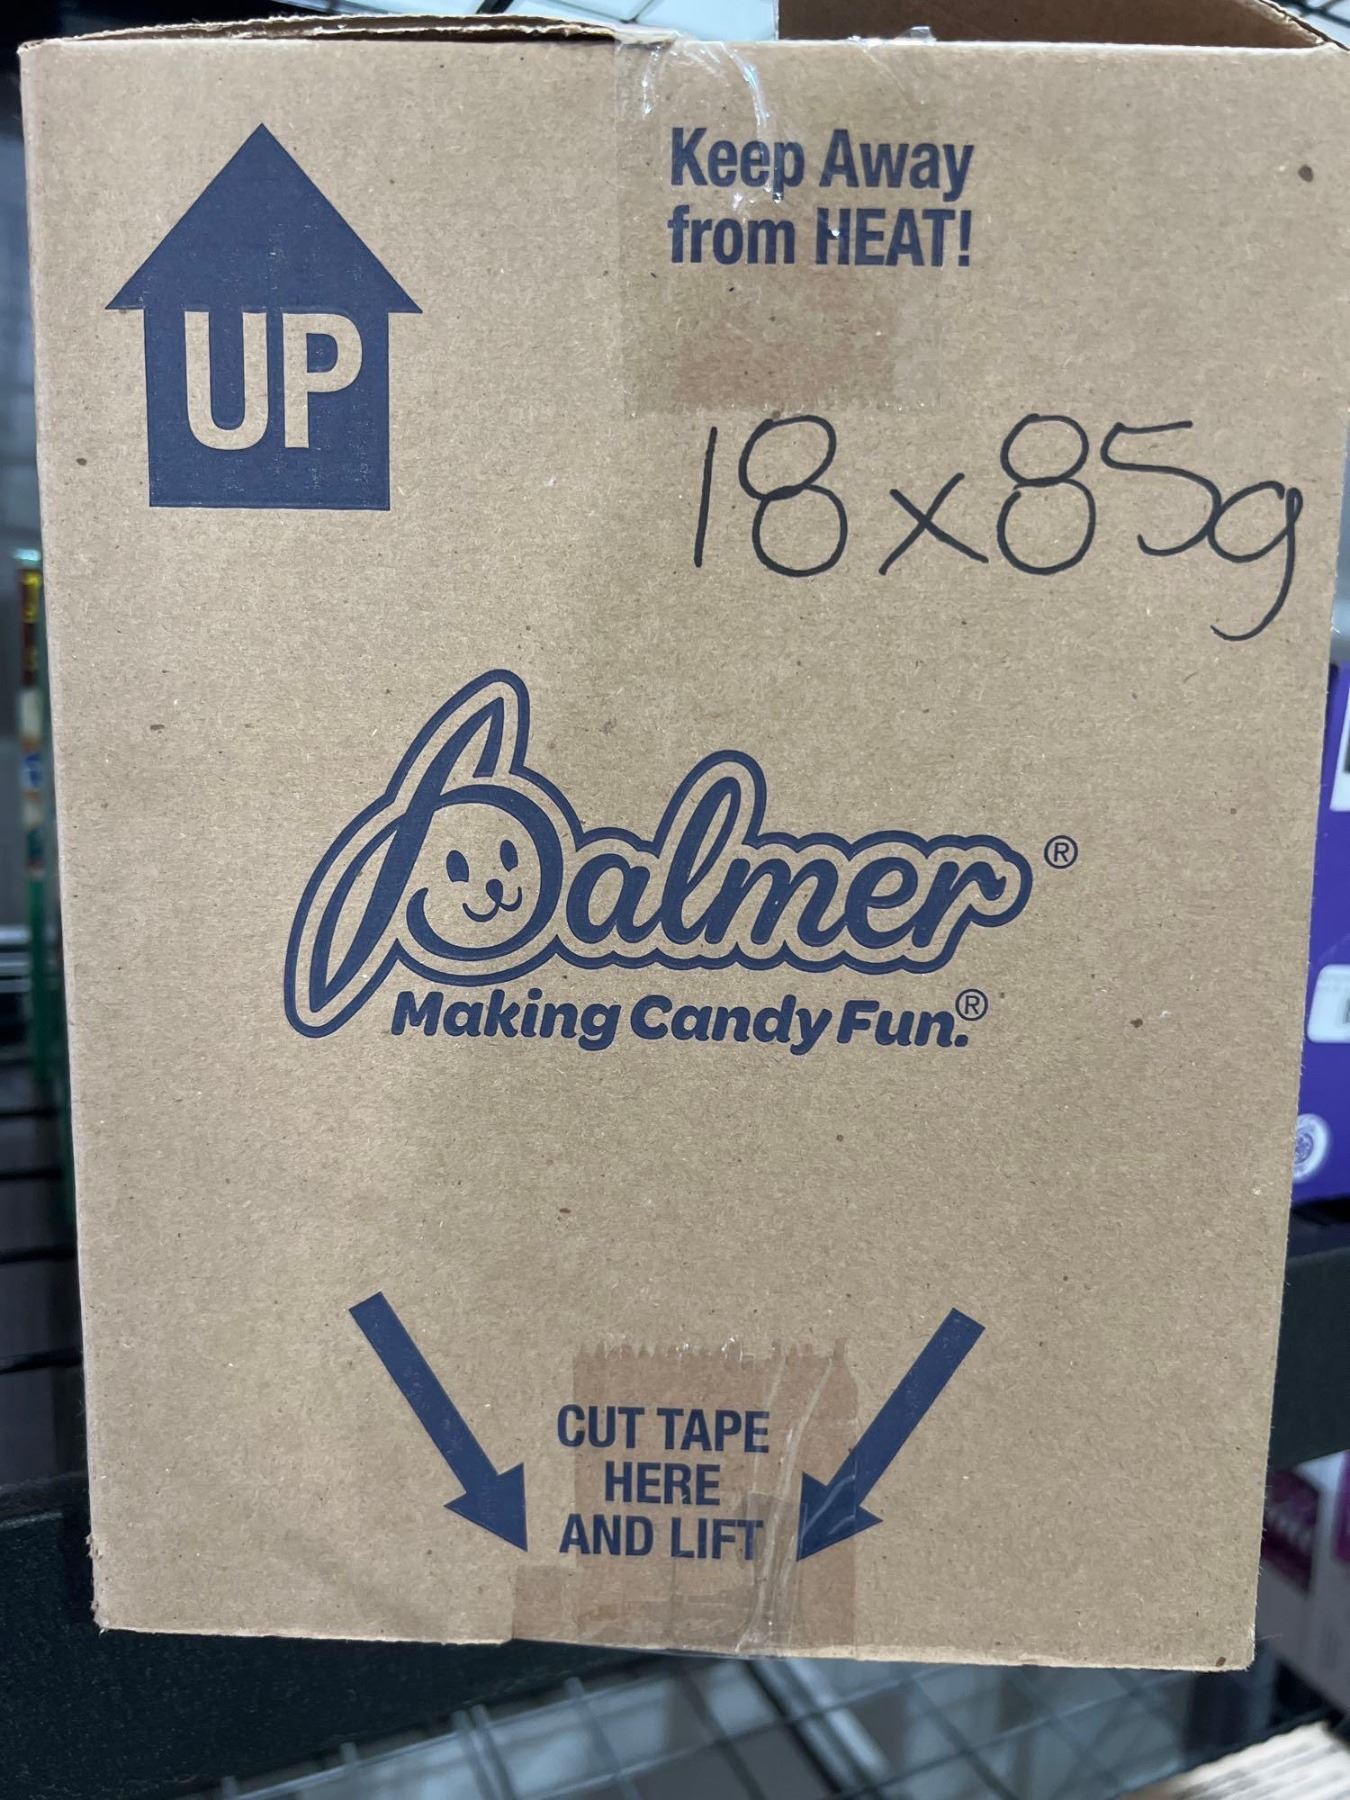 Keep Away
from HEAT!
UP
18x85g
Palmer®
Making Candy Fun.®
CUT TAPE
HERE
AND LIFT